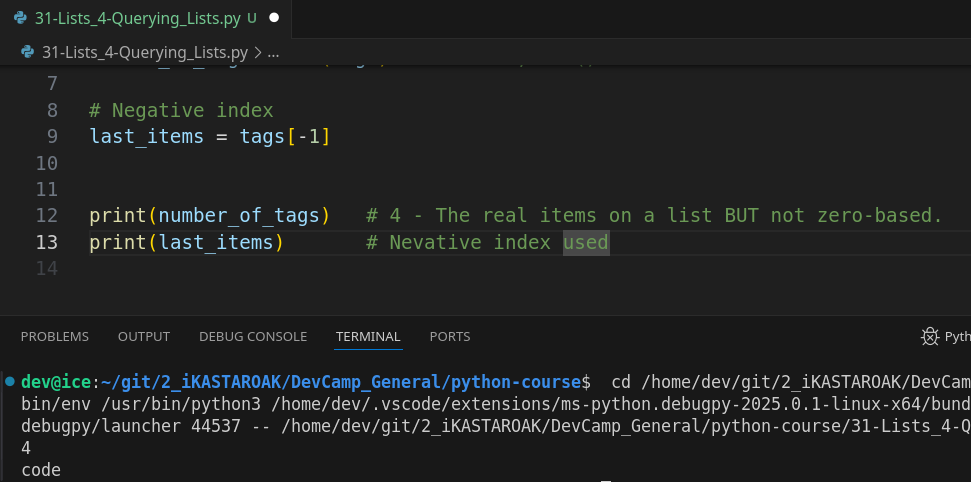 31-Lists_4-Querying_Lists.py U
31-Lists_4-Querying_Lists.py > ...
7
8 # Negative index
9 last_items = tags[-1]
10
11
12 print(number_of_tags)   # 4 - The real items on a list BUT not zero-based.
13 print(last_items)       # Nevative index used
14
PROBLEMS OUTPUT DEBUG CONSOLE TERMINAL PORTS Pyth
dev@ice:~/git/2_iKASTAROAK/DevCamp_General/python-course$  cd /home/dev/git/2_iKASTAROAK/DevCam
bin/env /usr/bin/python3 /home/dev/.vscode/extensions/ms-python.debugpy-2025.0.1-linux-x64/bund
debugpy/launcher 44537 -- /home/dev/git/2_iKASTAROAK/DevCamp_General/python-course/31-Lists_4-Q
4
code